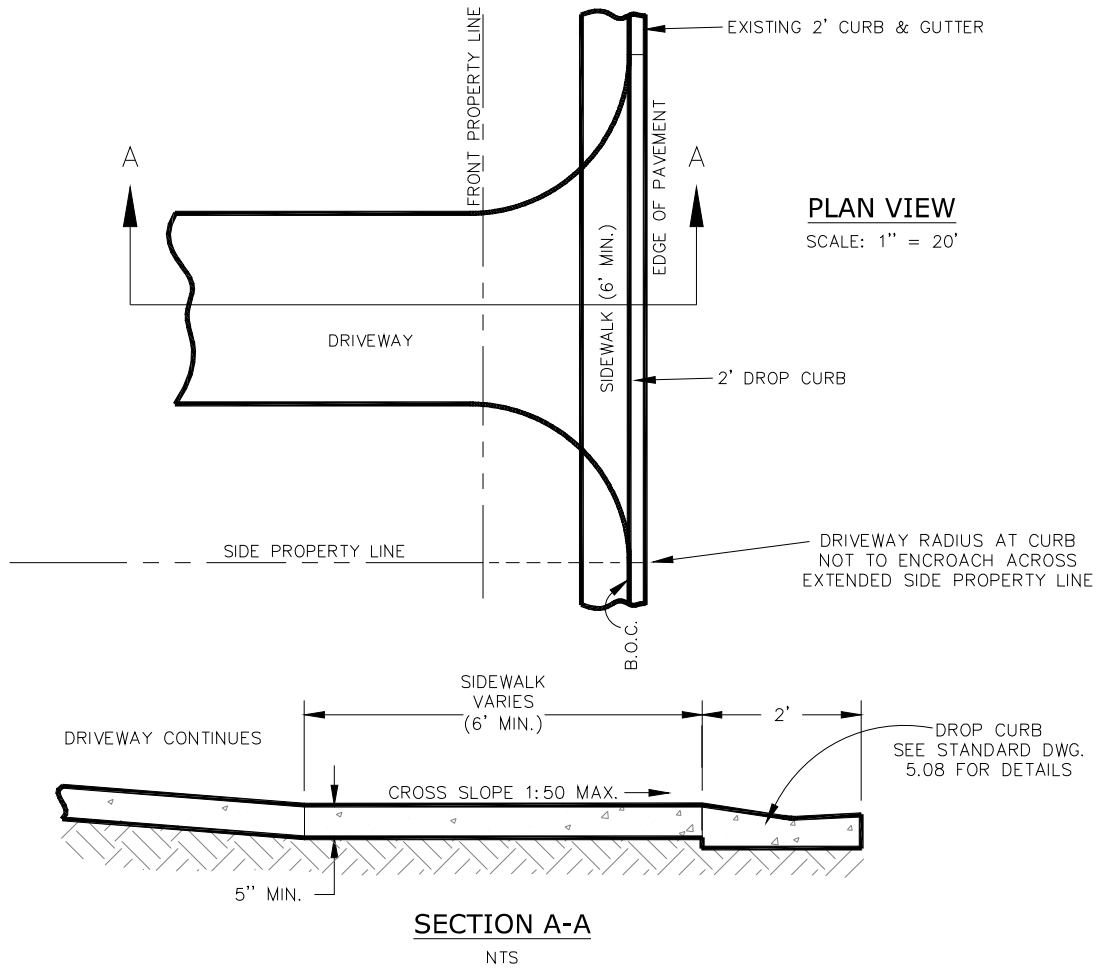 EXISTING 2' CURB & GUTTER
FRONT PROPERTY LINE
EDGE OF PAVEMENT
A
A
PLAN VIEW
SCALE: 1'' = 20'
SIDEWALK (6' MIN.)
DRIVEWAY
2' DROP CURB
SIDE PROPERTY LINE
DRIVEWAY RADIUS AT CURB
NOT TO ENCROACH ACROSS
EXTENDED SIDE PROPERTY LINE
B.O.C.
SIDEWALK
VARIES
(6' MIN.)
2'
DRIVEWAY CONTINUES
DROP CURB
SEE STANDARD DWG.
5.08 FOR DETAILS
CROSS SLOPE 1:50 MAX.
5'' MIN.
SECTION A-A
NTS